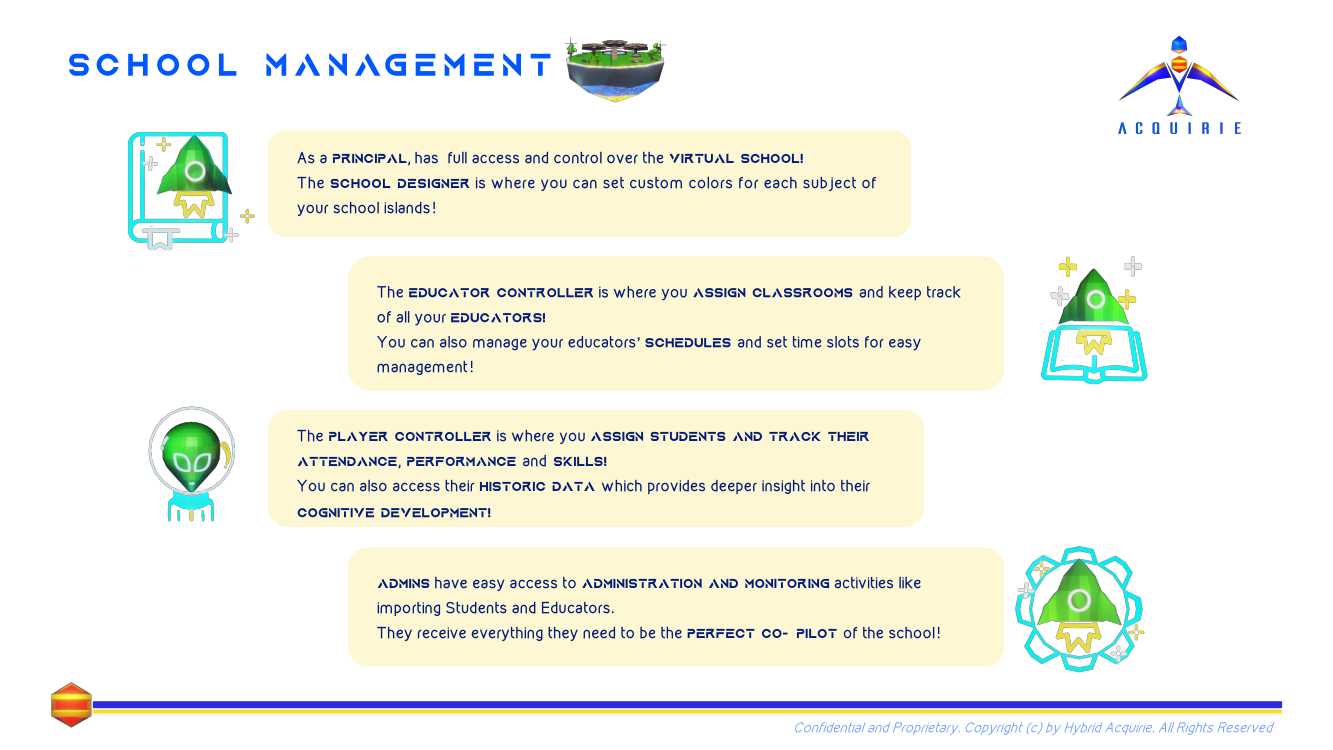 SCHOOL MANAGEMENT
ACQUIRIE
As a PRINCIPAL, has full access and control over the VIRTUAL SCHOOL!
The SCHOOL DESIGNER is where you can set custom colors for each subject of
your school islands!
The EDUCATOR CONTROLLER is where you ASSIGN CLASSROOMS and keep track
of all your EDUCATORS!
You can also manage your educators' SCHEDULES and set time slots for easy
management!
The PLAYER CONTROLLER is where you ASSIGN STUDENTS AND TRACK THEIR
ATTENDANCE, PERFORMANCE and SKILLS!
You can also access their HISTORIC DATA which provides deeper insight into their
COGNITIVE DEVELOPMENT!
ADMINS have easy access to ADMINISTRATION AND MONITORING activities like
importing Students and Educators.
They receive everything they need to be the PERFECT CO- PILOT of the school!
Confidential and Proprietary. Copyright (c) by Hybrid Acquirie. All Rights Reserved